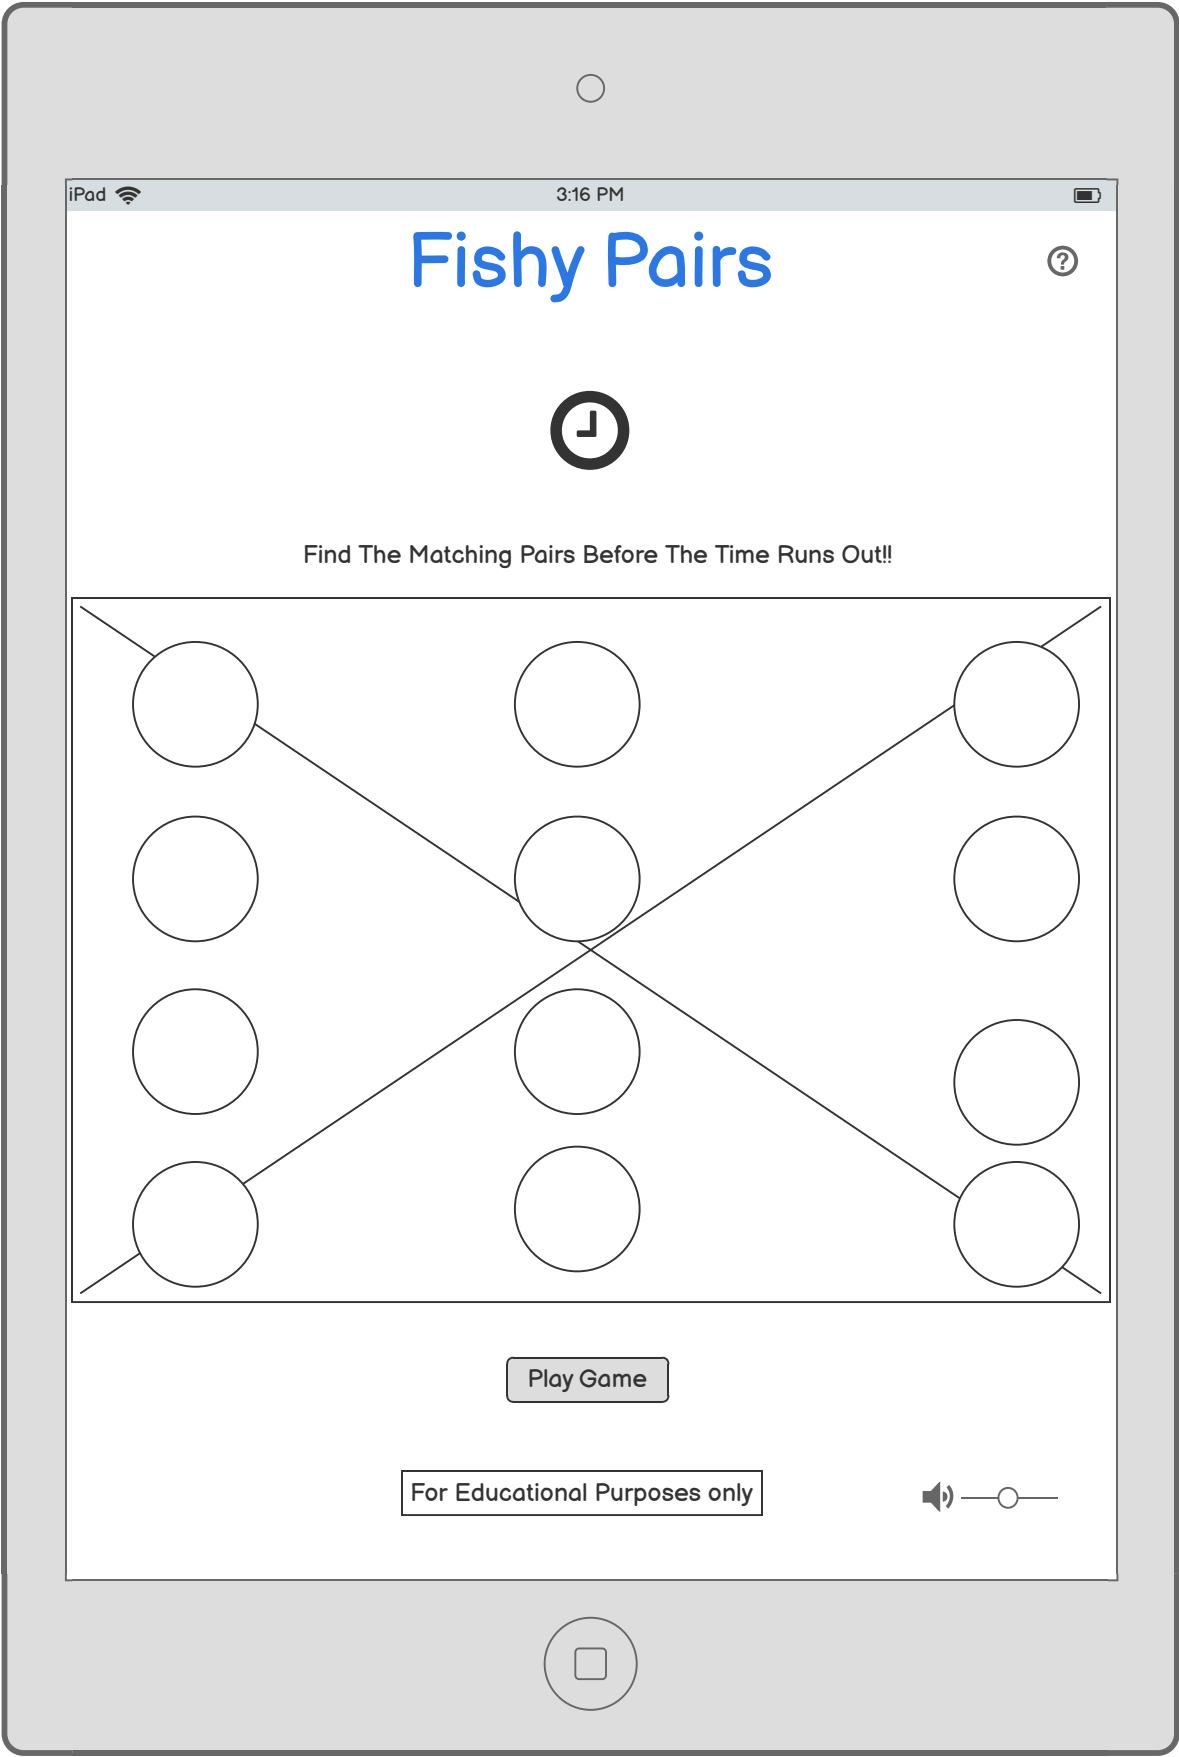 iPad 3:16 PM
Fishy Pairs
?
Find The Matching Pairs Before The Time Runs Out!!
Play Game
For Educational Purposes only